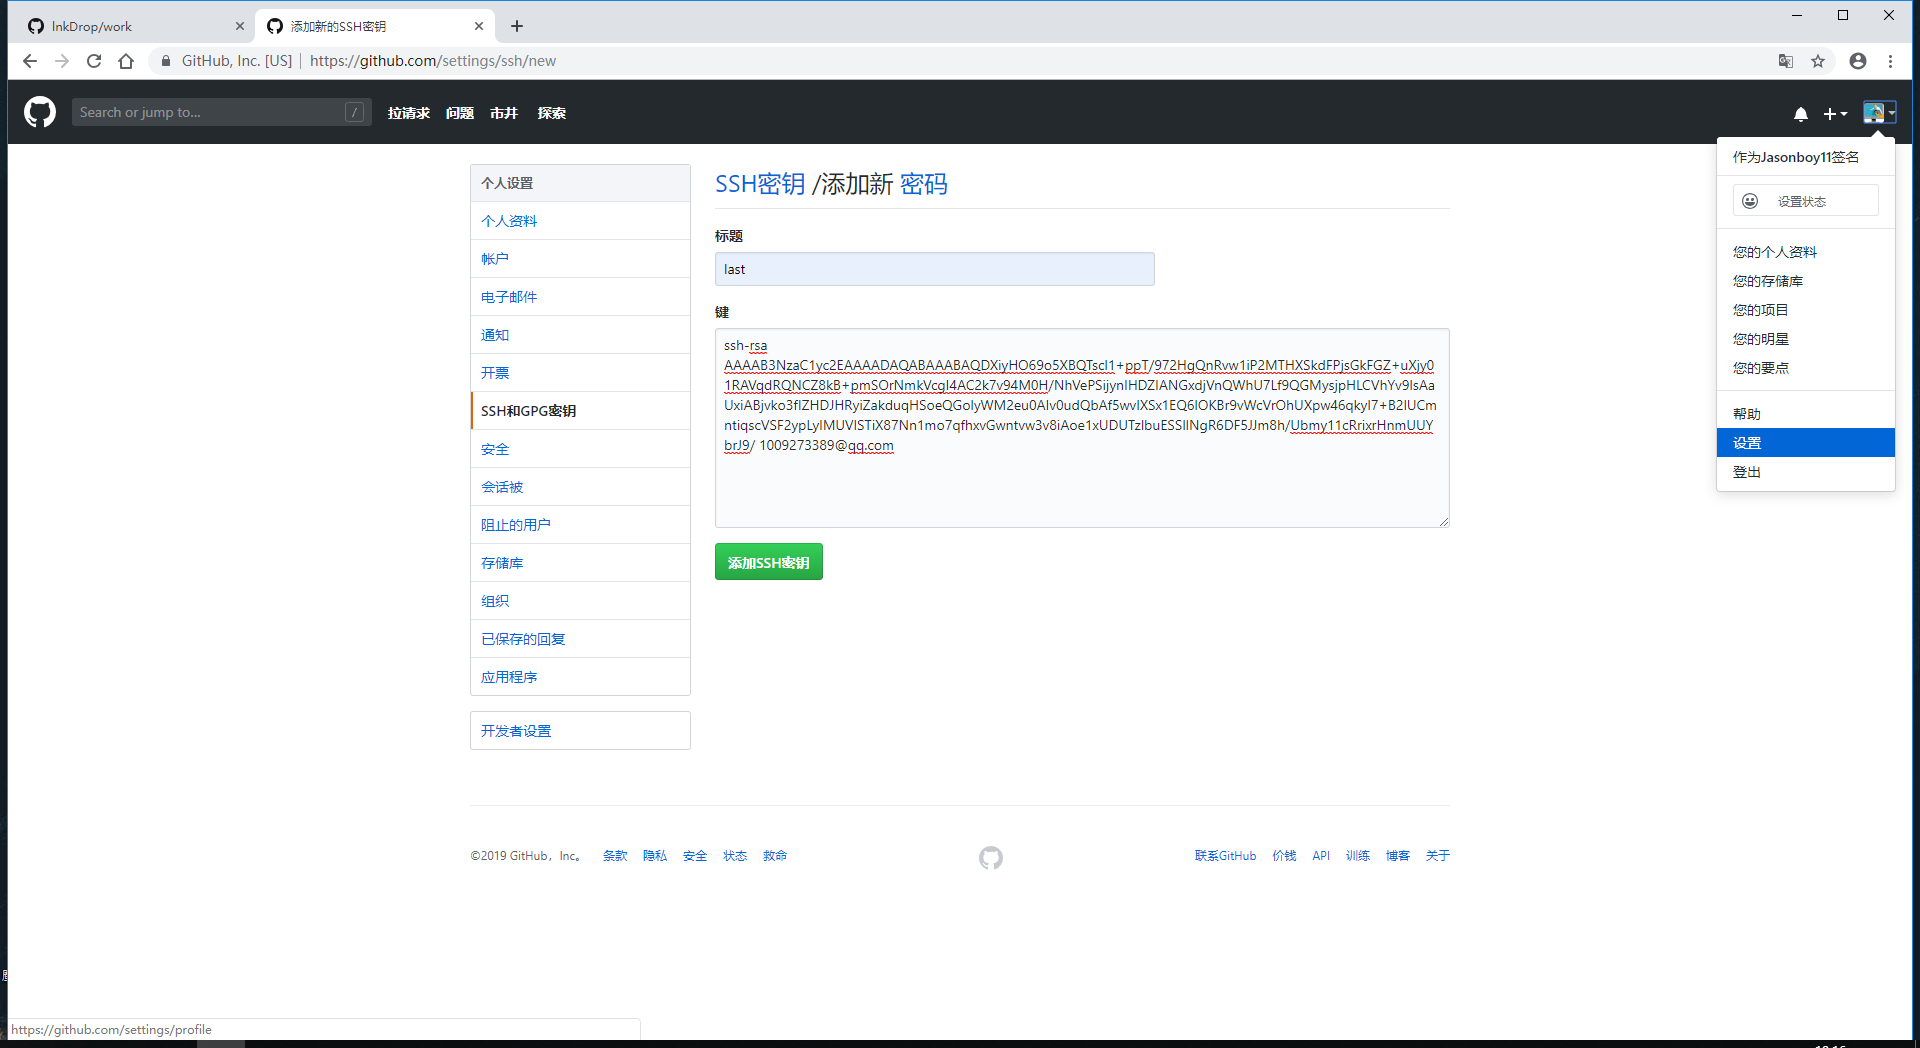 InkDrop/work
添加新的SSH密钥
GitHub, Inc. [US]
https://github.com/settings/ssh/new
Search or jump to...
/
拉请求 问题 市井 探索
作为Jasonboy11签名
设置状态
您的个人资料
您的存储库
您的项目
您的明星
您的要点
帮助
设置
登出
个人设置
个人资料
帐户
电子邮件
通知
开票
SSH和GPG密钥
安全
会话被
阻止的用户
存储库
组织
已保存的回复
应用程序
开发者设置
SSH密钥 /添加新 密码
标题
last
键
ssh-rsa
AAAAB3NzaC1yc2EAAAADAQABAAABAQDXiyHO69o5XBQTscI1+ppT/972HgQnRvw1iP2MTHXSkdFPjsGkFGZ+uXjy0
1RAVqdRQNCZ8kB+pmSOrNmkVcgI4AC2k7v94M0H/NhVePSijynIHDZIANGxdjVnQWhU7Lf9QGMysjpHLCVhYv9IsAa
UxiABjvko3fIZHDJHRyiZakduqHSoeQGolyWM2eu0AIv0udQbAf5wvIXSx1EQ6IOKBr9vWcVrOhUXpw46qkyI7+B2IUCm
ntiqscVSF2ypLyIMUVISTiX87Nn1mo7qfhxvGwntvw3v8iAoe1xUDUTzIbuESSIINgR6DF5JJm8h/Ubmy11cRrixrHnmUUY
brJ9/ 1009273389@qq.com
添加SSH密钥
©2019 GitHub，Inc。 条款 隐私 安全 状态 救命
联系GitHub 价钱 API 训练 博客 关于
https://github.com/settings/profile